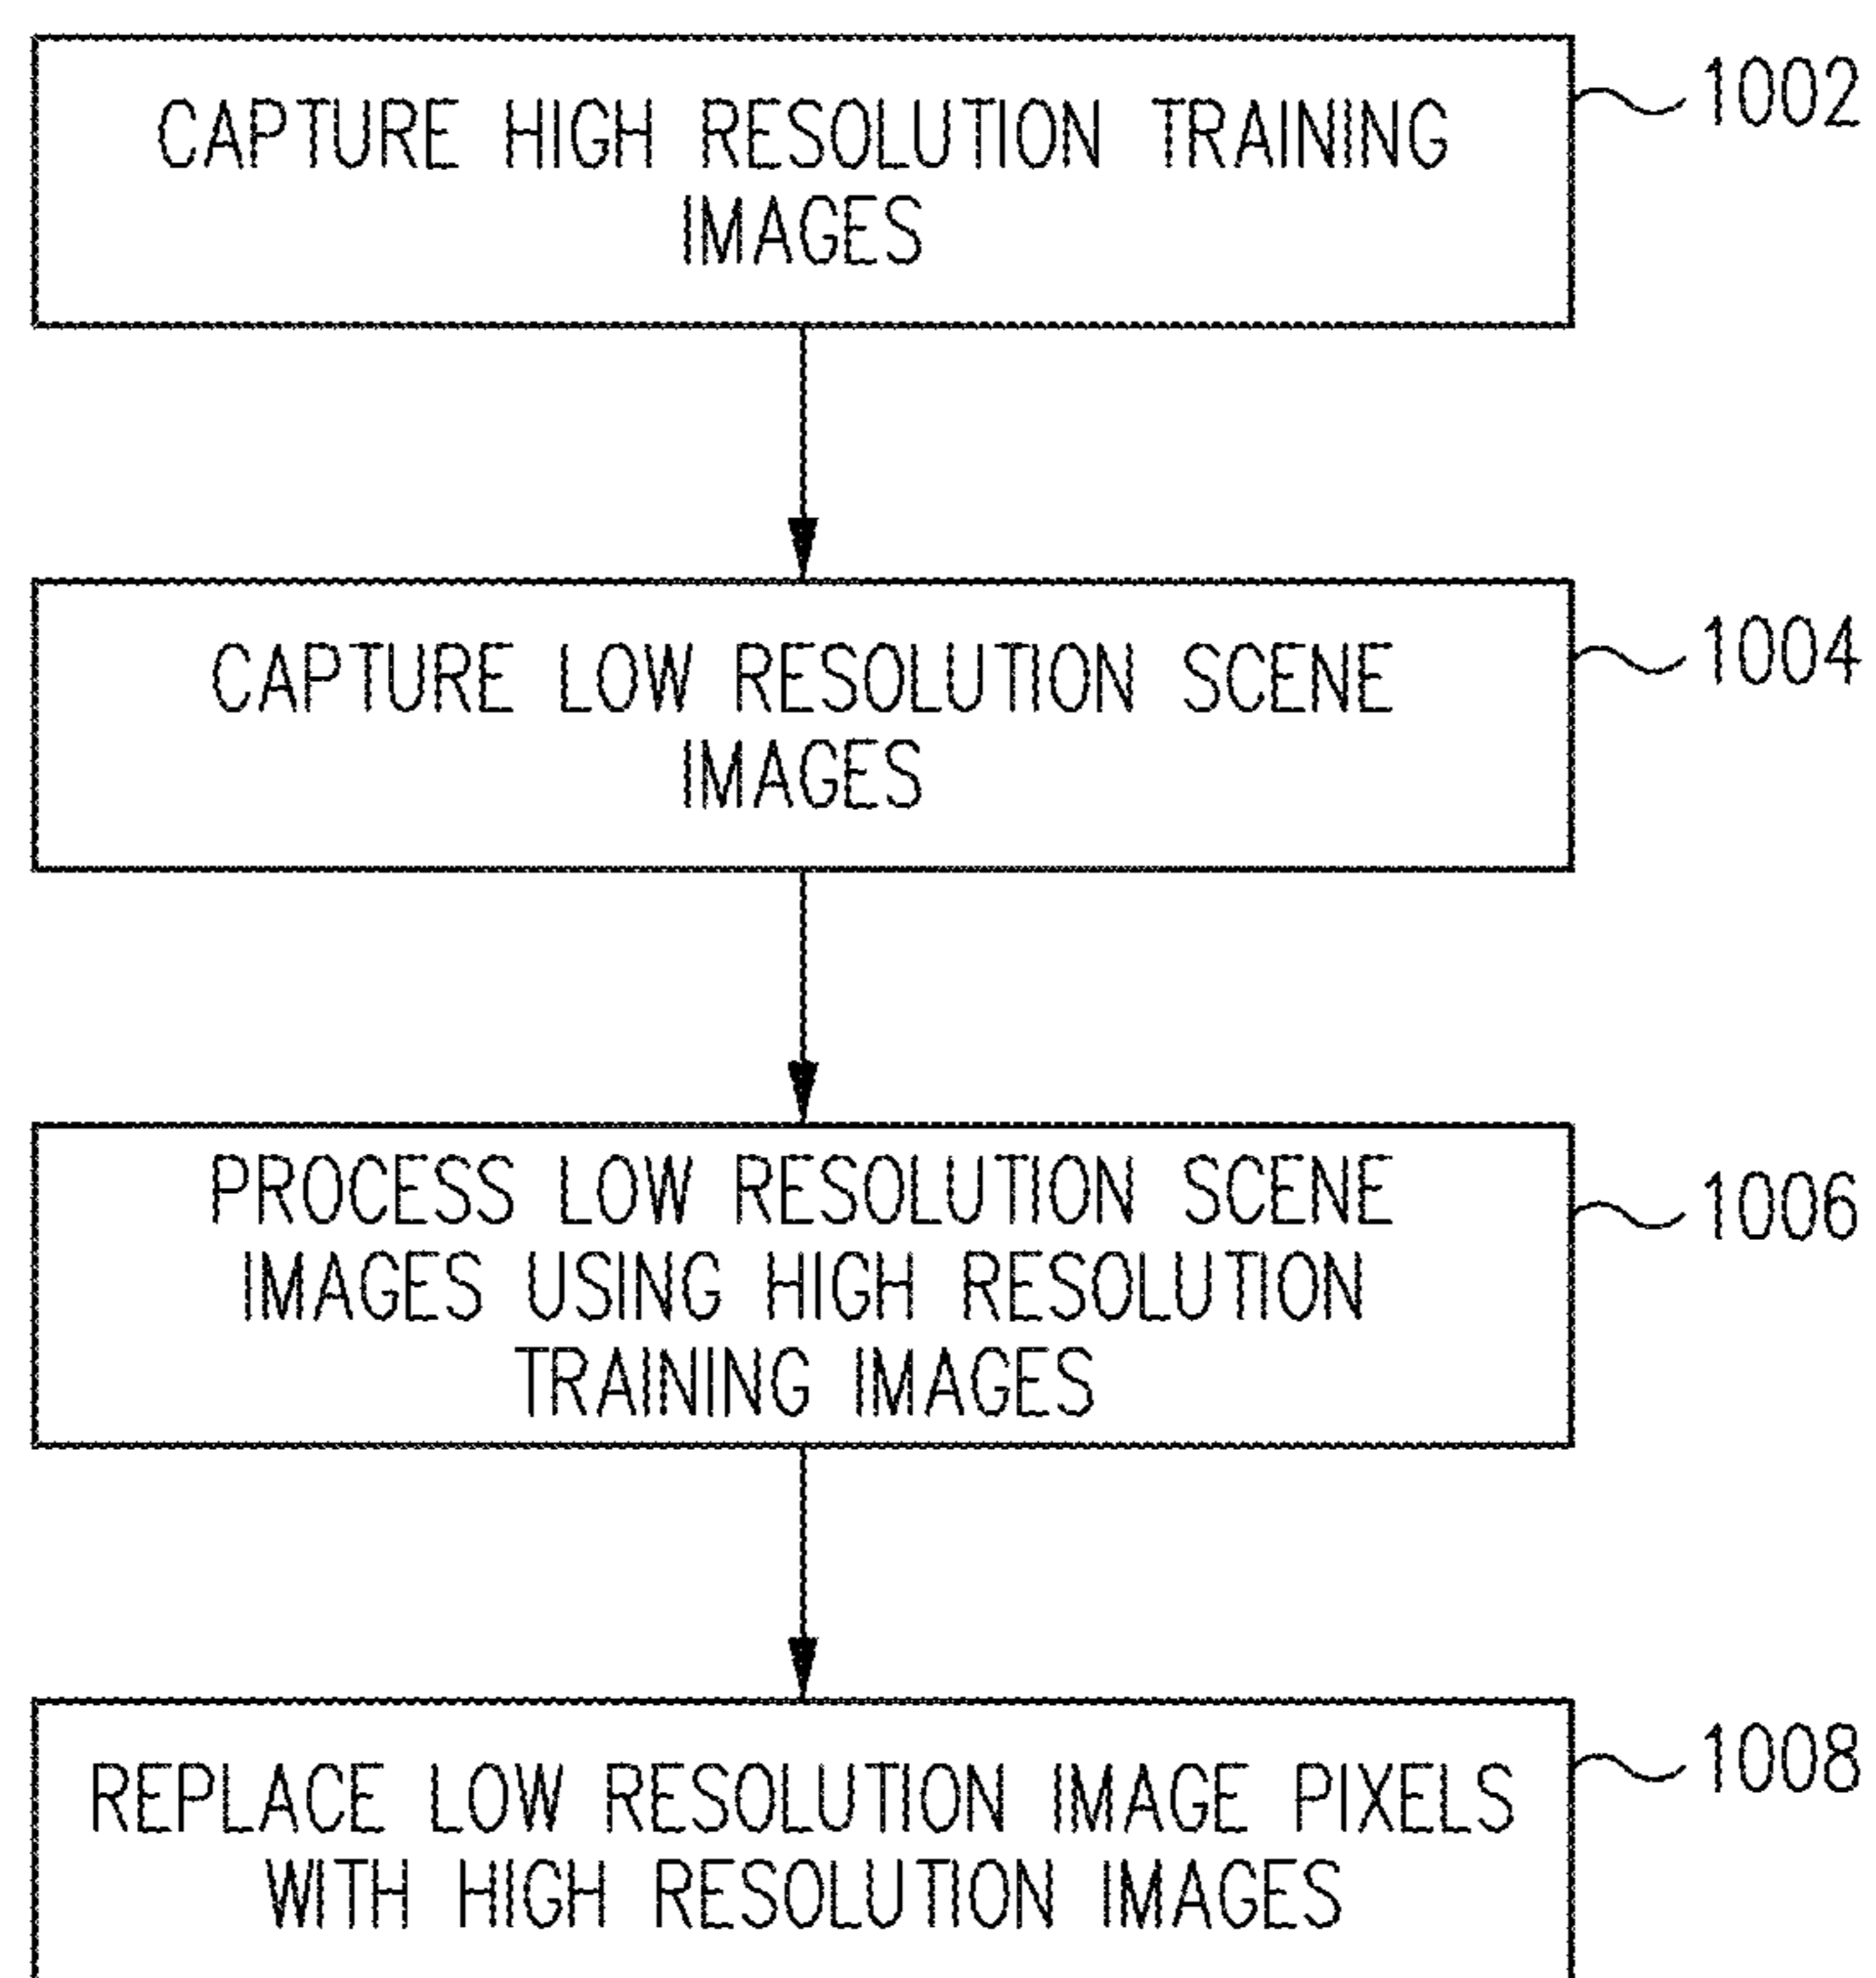 CAPTURE HIGH RESOLUTION TRAINING
IMAGES
1002
CAPTURE LOW RESOLUTION SCENE
IMAGES
1004
PROCESS LOW RESOLUTION SCENE
IMAGES USING HIGH RESOLUTION
TRAINING IMAGES
1006
REPLACE LOW RESOLUTION IMAGE PIXELS
WITH HIGH RESOLUTION IMAGES
1008